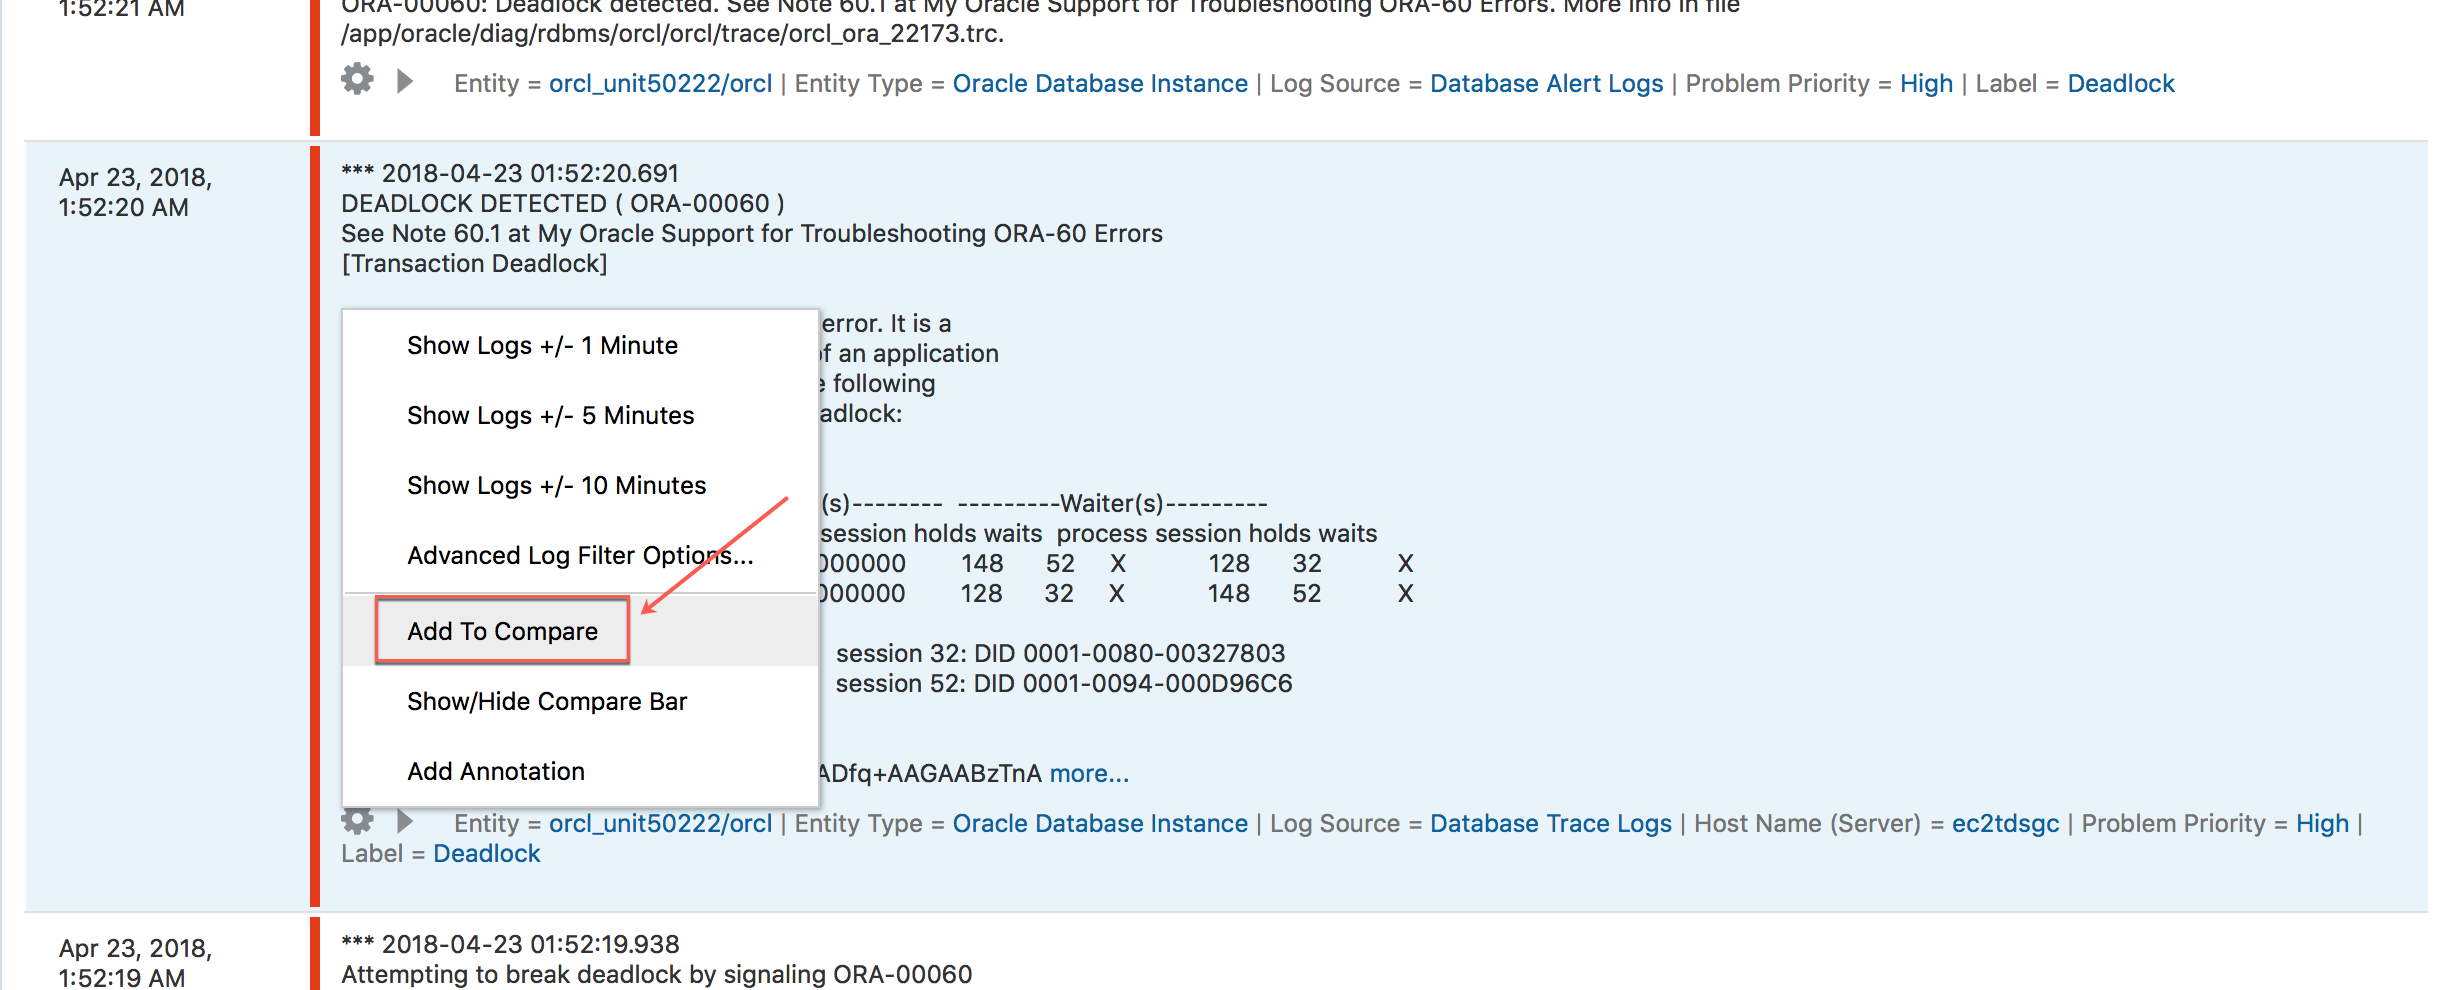 1:52:21 AM
ORA-00060: Deadlock detected. See Note 60.1 at My Oracle Support for Troubleshooting ORA-60 Errors. More info in file
/app/oracle/diag/rdbms/orcl/orcl/trace/orcl_ora_22173.trc.
Entity = orcl_unit50222/orcl | Entity Type = Oracle Database Instance | Log Source = Database Alert Logs | Problem Priority = High | Label = Deadlock
Apr 23, 2018,
1:52:20 AM
*** 2018-04-23 01:52:20.691
DEADLOCK DETECTED ( ORA-00060 )
See Note 60.1 at My Oracle Support for Troubleshooting ORA-60 Errors
[Transaction Deadlock]
error. It is a
of an application
following
adlock:
Show Logs +/- 1 Minute
Show Logs +/- 5 Minutes
Show Logs +/- 10 Minutes
Advanced Log Filter Options...
Add To Compare
Show/Hide Compare Bar
Add Annotation
(s)-------- ---------Waiter(s)---------
session holds waits process session holds waits
000000 148 52 X 128 32 X
000000 128 32 X 148 52 X
session 32: DID 0001-0080-00327803
session 52: DID 0001-0094-000D96C6
ADfq+AAGAABzTnA more...
Entity = orcl_unit50222/orcl | Entity Type = Oracle Database Instance | Log Source = Database Trace Logs | Host Name (Server) = ec2tdsgc | Problem Priority = High |
Label = Deadlock
Apr 23, 2018,
1:52:19 AM
*** 2018-04-23 01:52:19.938
Attempting to break deadlock by signaling ORA-00060